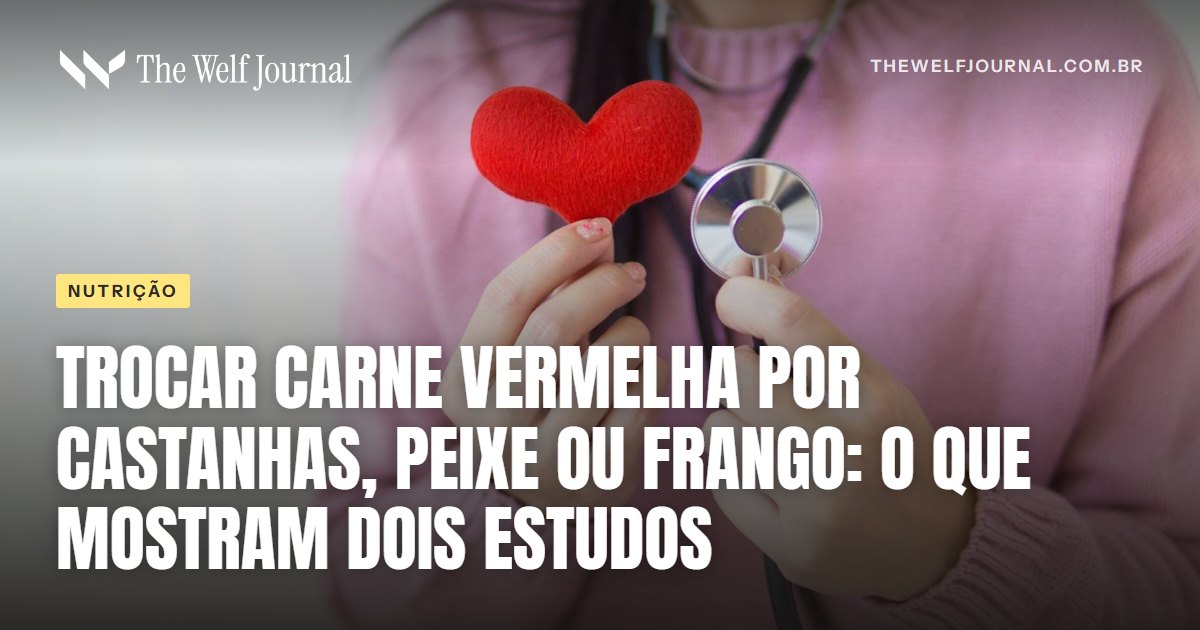 The Welf Journal
THEWELFJOURNAL.COM.BR
NUTRIÇÃO
TROCAR CARNE VERMELHA POR
CASTANHAS, PEIXE OU FRANGO: O QUE
MOSTRAM DOIS ESTUDOS